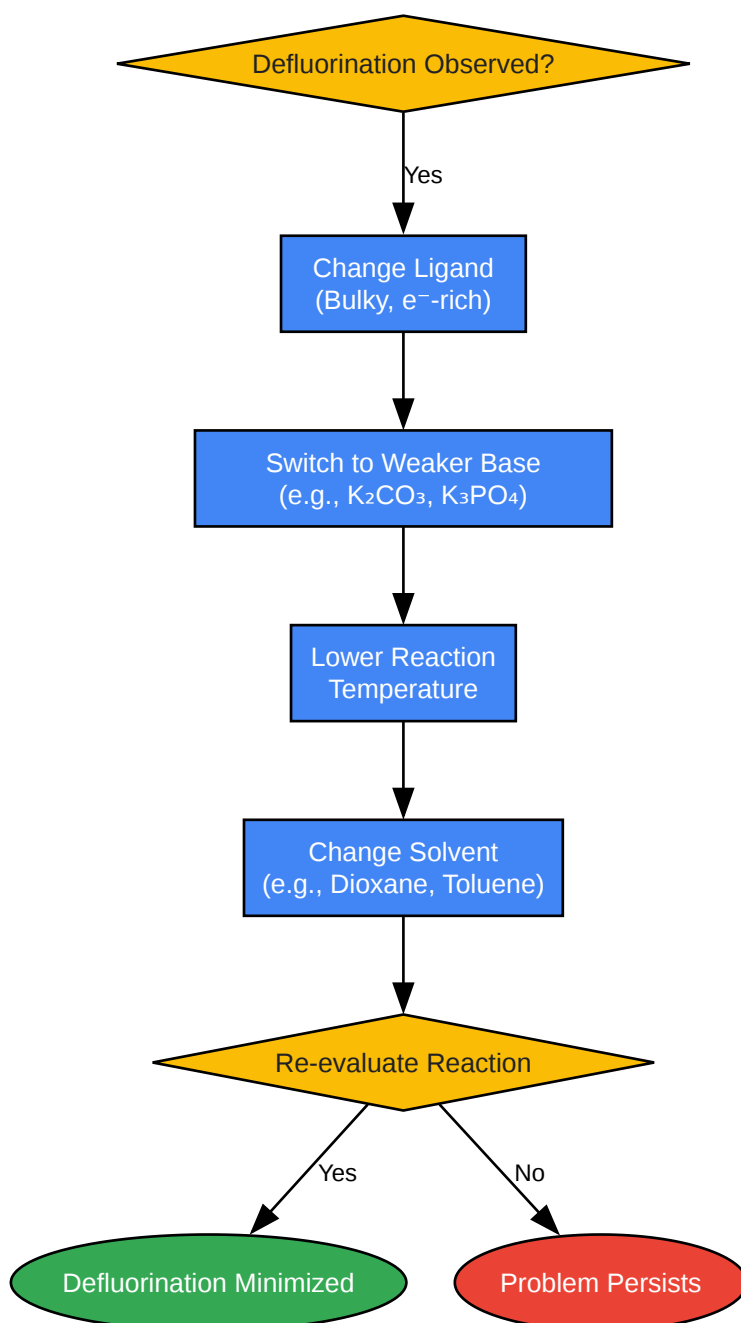 Defluorination Observed?
Yes
Change Ligand
(Bulky, e⁻-rich)
Switch to Weaker Base
(e.g., K₂CO₃, K₃PO₄)
Lower Reaction
Temperature
Change Solvent
(e.g., Dioxane, Toluene)
Re-evaluate Reaction
Yes
No
Defluorination Minimized
Problem Persists